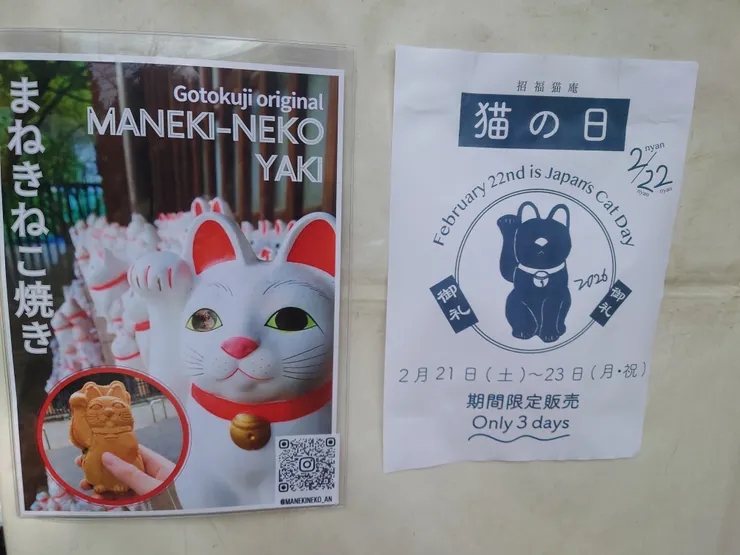 まねきねこ焼き
Gotokuji original
MANEKI-NEKO
YAKI
@MANEKINEKO_AN
招福猫庵
猫の日
2/22
nyan
nyan
nyan
February 22nd is Japan's Cat Day
2026
御礼
御礼
2月21日(土)~23日(月・祝)
期間限定販売
Only 3 days